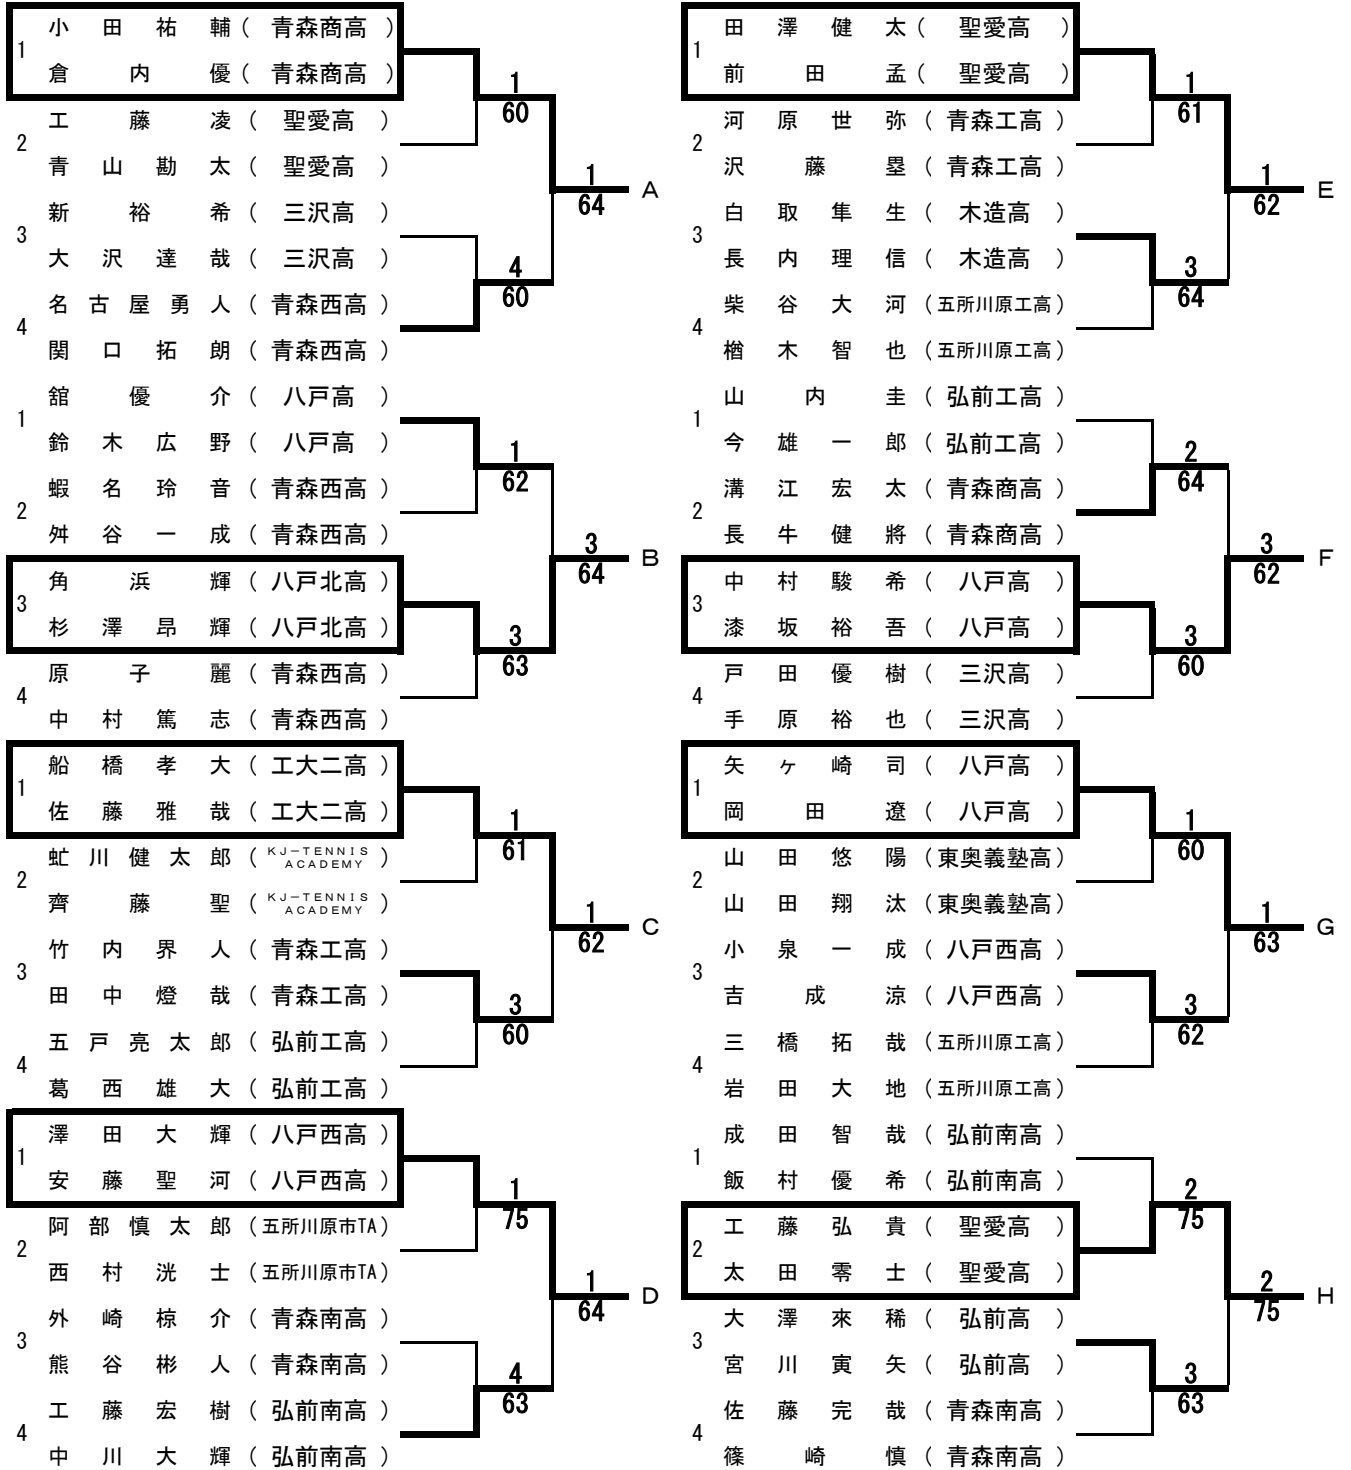 1
小田祐輔(青森商高)
倉内優(青森商高)
2
工藤凌(聖愛高)
青山勘太(聖愛高)
3
新裕希(三沢高)
大沢達哉(三沢高)
4
名古屋勇人(青森西高)
関口拓朗(青森西高)
1
60
4
60
1
64
A
1
舘優介(八戸高)
鈴木広野(八戸高)
2
蝦名玲音(青森西高)
舛谷一成(青森西高)
3
角浜輝(八戸北高)
杉澤昂輝(八戸北高)
4
原子麗(青森西高)
中村篤志(青森西高)
1
62
3
63
3
64
B
1
船橋孝大(工大二高)
佐藤雅哉(工大二高)
2
虻川健太郎(KJ-TENNIS ACADEMY)
齊藤聖(KJ-TENNIS ACADEMY)
3
竹内界人(青森工高)
田中燈哉(青森工高)
4
五戸亮太郎(弘前工高)
葛西雄大(弘前工高)
1
61
3
60
1
62
C
1
澤田大輝(八戸西高)
安藤聖河(八戸西高)
2
阿部慎太郎(五所川原市TA)
西村洸士(五所川原市TA)
3
外崎椋介(青森南高)
熊谷彬人(青森南高)
4
工藤宏樹(弘前南高)
中川大輝(弘前南高)
1
75
4
63
1
64
D
1
田澤健太(聖愛高)
前田孟(聖愛高)
2
河原世弥(青森工高)
沢藤塁(青森工高)
3
白取隼生(木造高)
長内理信(木造高)
4
柴谷大河(五所川原工高)
楢木智也(五所川原工高)
1
61
3
64
1
62
E
1
山内圭(弘前工高)
今雄一郎(弘前工高)
2
溝江宏太(青森商高)
長牛健將(青森商高)
3
中村駿希(八戸高)
漆坂裕吾(八戸高)
4
戸田優樹(三沢高)
手原裕也(三沢高)
2
64
3
60
3
62
F
1
矢ヶ崎司(八戸高)
岡田遼(八戸高)
2
山田悠陽(東奥義塾高)
山田翔汰(東奥義塾高)
3
小泉一成(八戸西高)
吉成涼(八戸西高)
4
三橋拓哉(五所川原工高)
岩田大地(五所川原工高)
1
60
3
62
1
63
G
1
成田智哉(弘前南高)
飯村優希(弘前南高)
2
工藤弘貴(聖愛高)
太田零士(聖愛高)
3
大澤來稀(弘前高)
宮川寅矢(弘前高)
4
佐藤完哉(青森南高)
篠崎慎(青森南高)
2
75
3
63
2
75
H